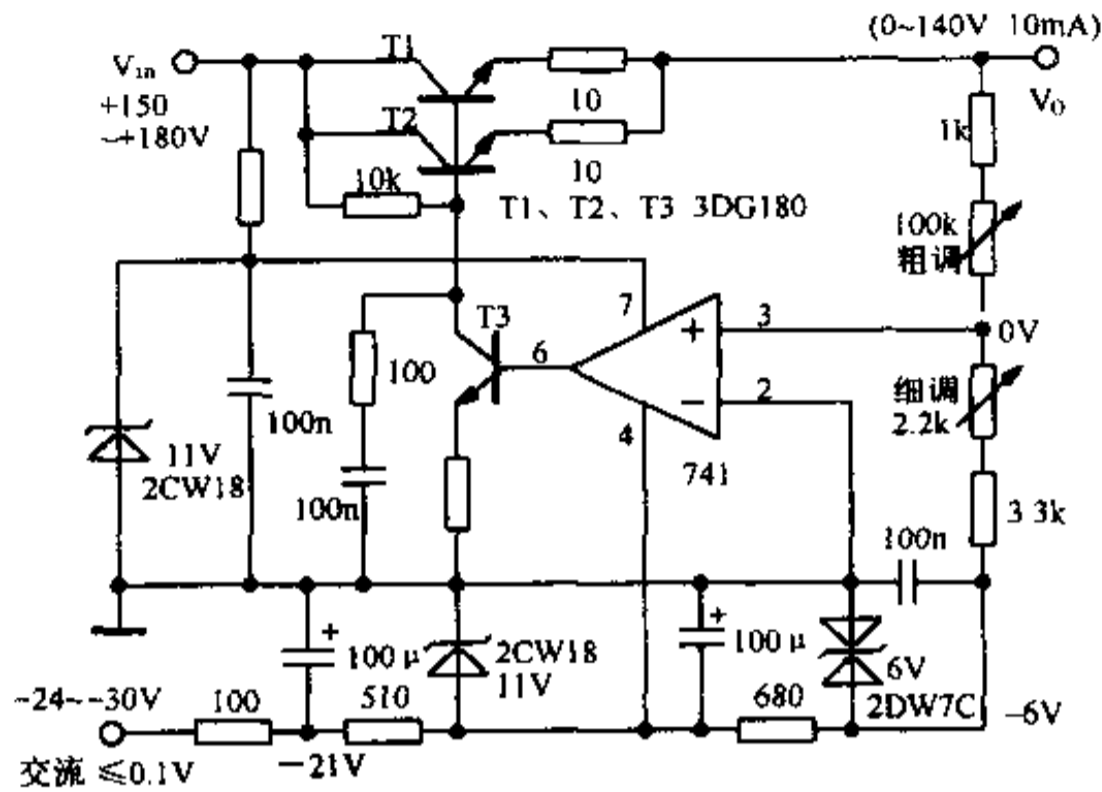 (0~140V 10mA)
Vin
+150
~+180V
T1
10
V0
T2
10
1k
10k
T1、T2、T3 3DG180
100k
粗调
7
T3
3
0V
6
100
+
−
2
细调
2.2k
4
741
100n
11V
2CW18
100n
3 3k
100n
+
100μ
2CW18
11V
+
100μ
6V
2DW7C
-24~-30V
100
510
680
−6V
交流 ≤0.1V
−21V